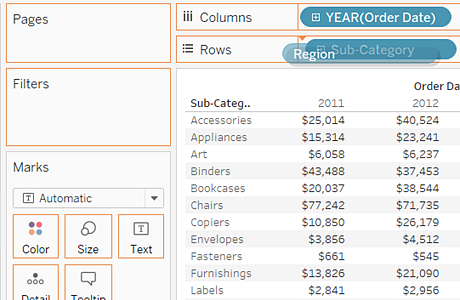 Pages
Columns
YEAR(Order Date)
Rows
Sub-Category
Region
Filters
Marks
Automatic
Color
Size
Text
Detail
Tooltip
Order Da
Sub-Categ..
2011
2012
Accessories $25,014 $40,524
Appliances $15,314 $23,241
Art $6,058 $6,237
Binders $43,488 $37,453
Bookcases $20,037 $38,544
Chairs $77,242 $71,735
Copiers $10,850 $26,179
Envelopes $3,856 $4,512
Fasteners $661 $545
Furnishings $13,826 $21,090
Labels $2,841 $2,956